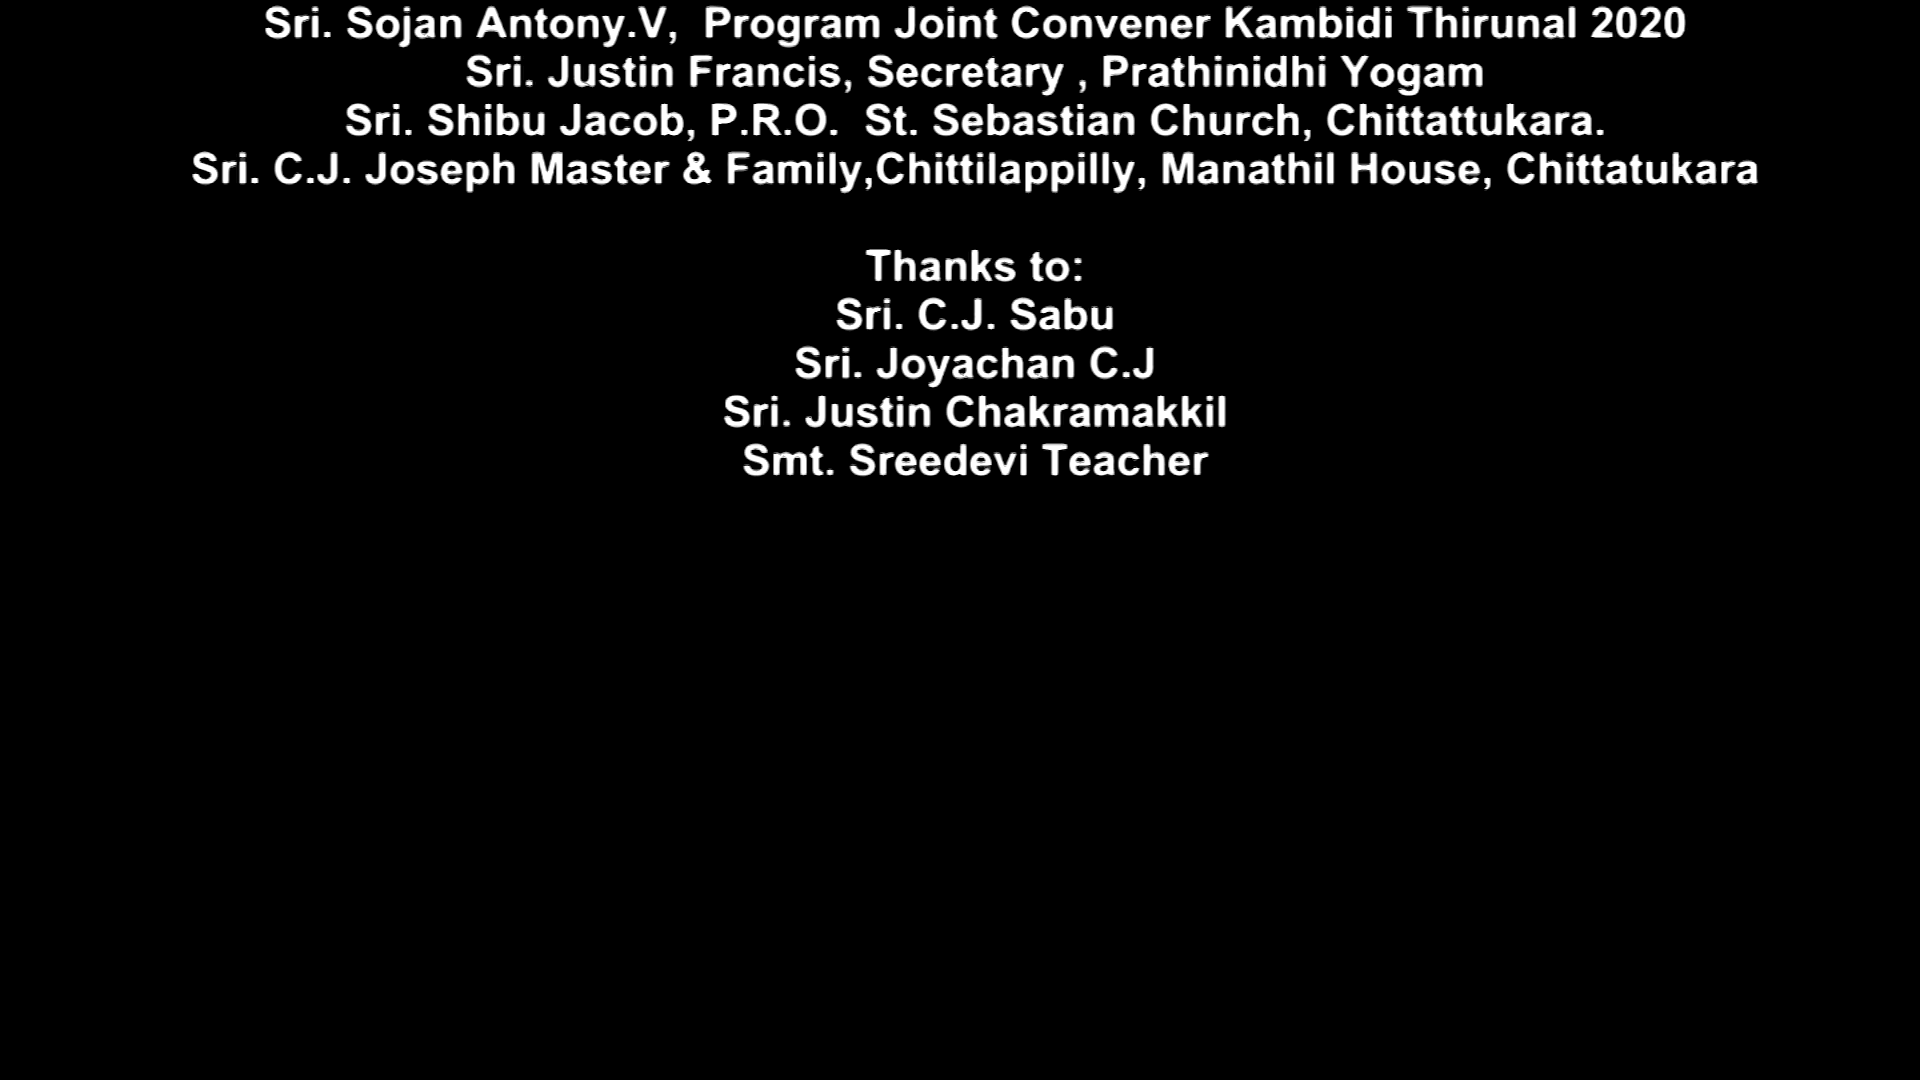 Sri. Sojan Antony.V,  Program Joint Convener Kambidi Thirunal 2020
Sri. Justin Francis, Secretary , Prathinidhi Yogam
Sri. Shibu Jacob, P.R.O.  St. Sebastian Church, Chittattukara.
Sri. C.J. Joseph Master & Family,Chittilappilly, Manathil House, Chittatukara
Thanks to:
Sri. C.J. Sabu
Sri. Joyachan C.J
Sri. Justin Chakramakkil
Smt. Sreedevi Teacher